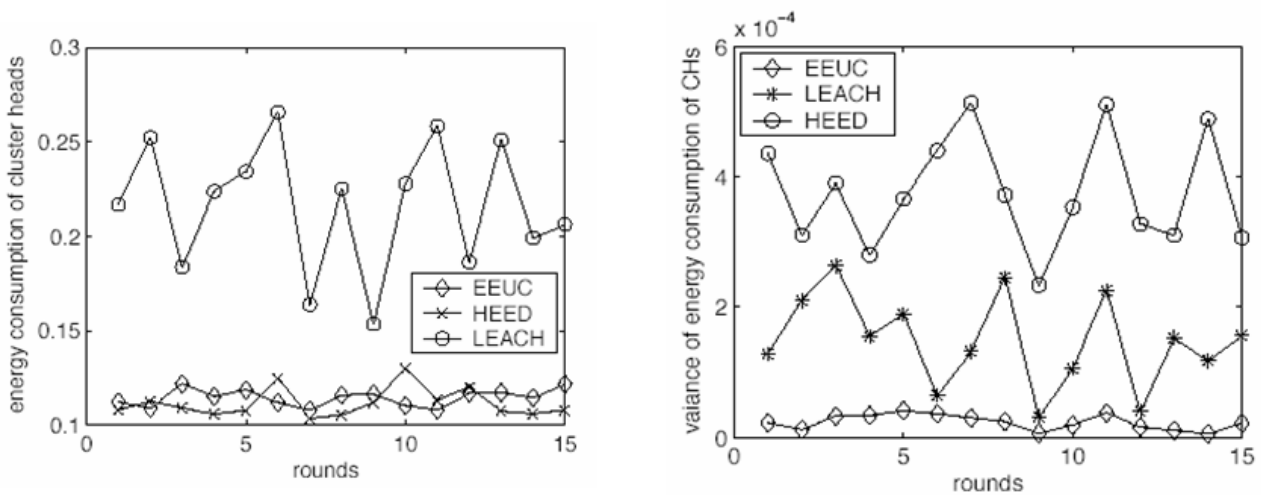 0.3
0.25
0.2
0.15
0.1
0
5
10
15
energy consumption of cluster heads
rounds
EEUC
HEED
LEACH
x 10⁻⁴
6
4
2
0
0
5
10
15
vaiance of energy consumption of CHs
rounds
EEUC
LEACH
HEED